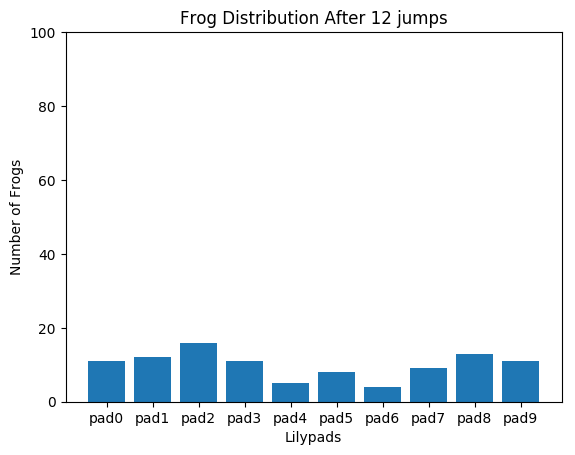 Frog Distribution After 12 jumps
100
80
60
40
20
0
Number of Frogs
pad0 pad1 pad2 pad3 pad4 pad5 pad6 pad7 pad8 pad9
Lilypads